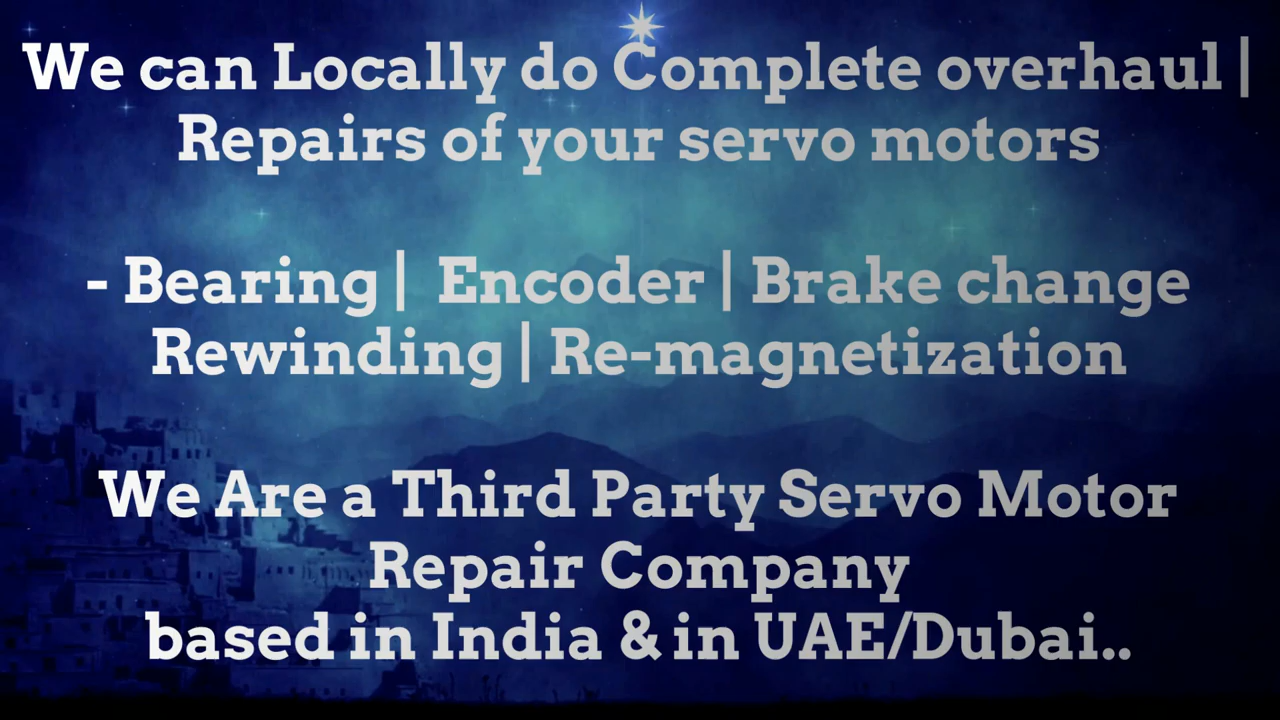 We can Locally do Complete overhaul |
Repairs of your servo motors
- Bearing | Encoder | Brake change
Rewinding | Re-magnetization
We Are a Third Party Servo Motor
Repair Company
based in India & in UAE/Dubai..